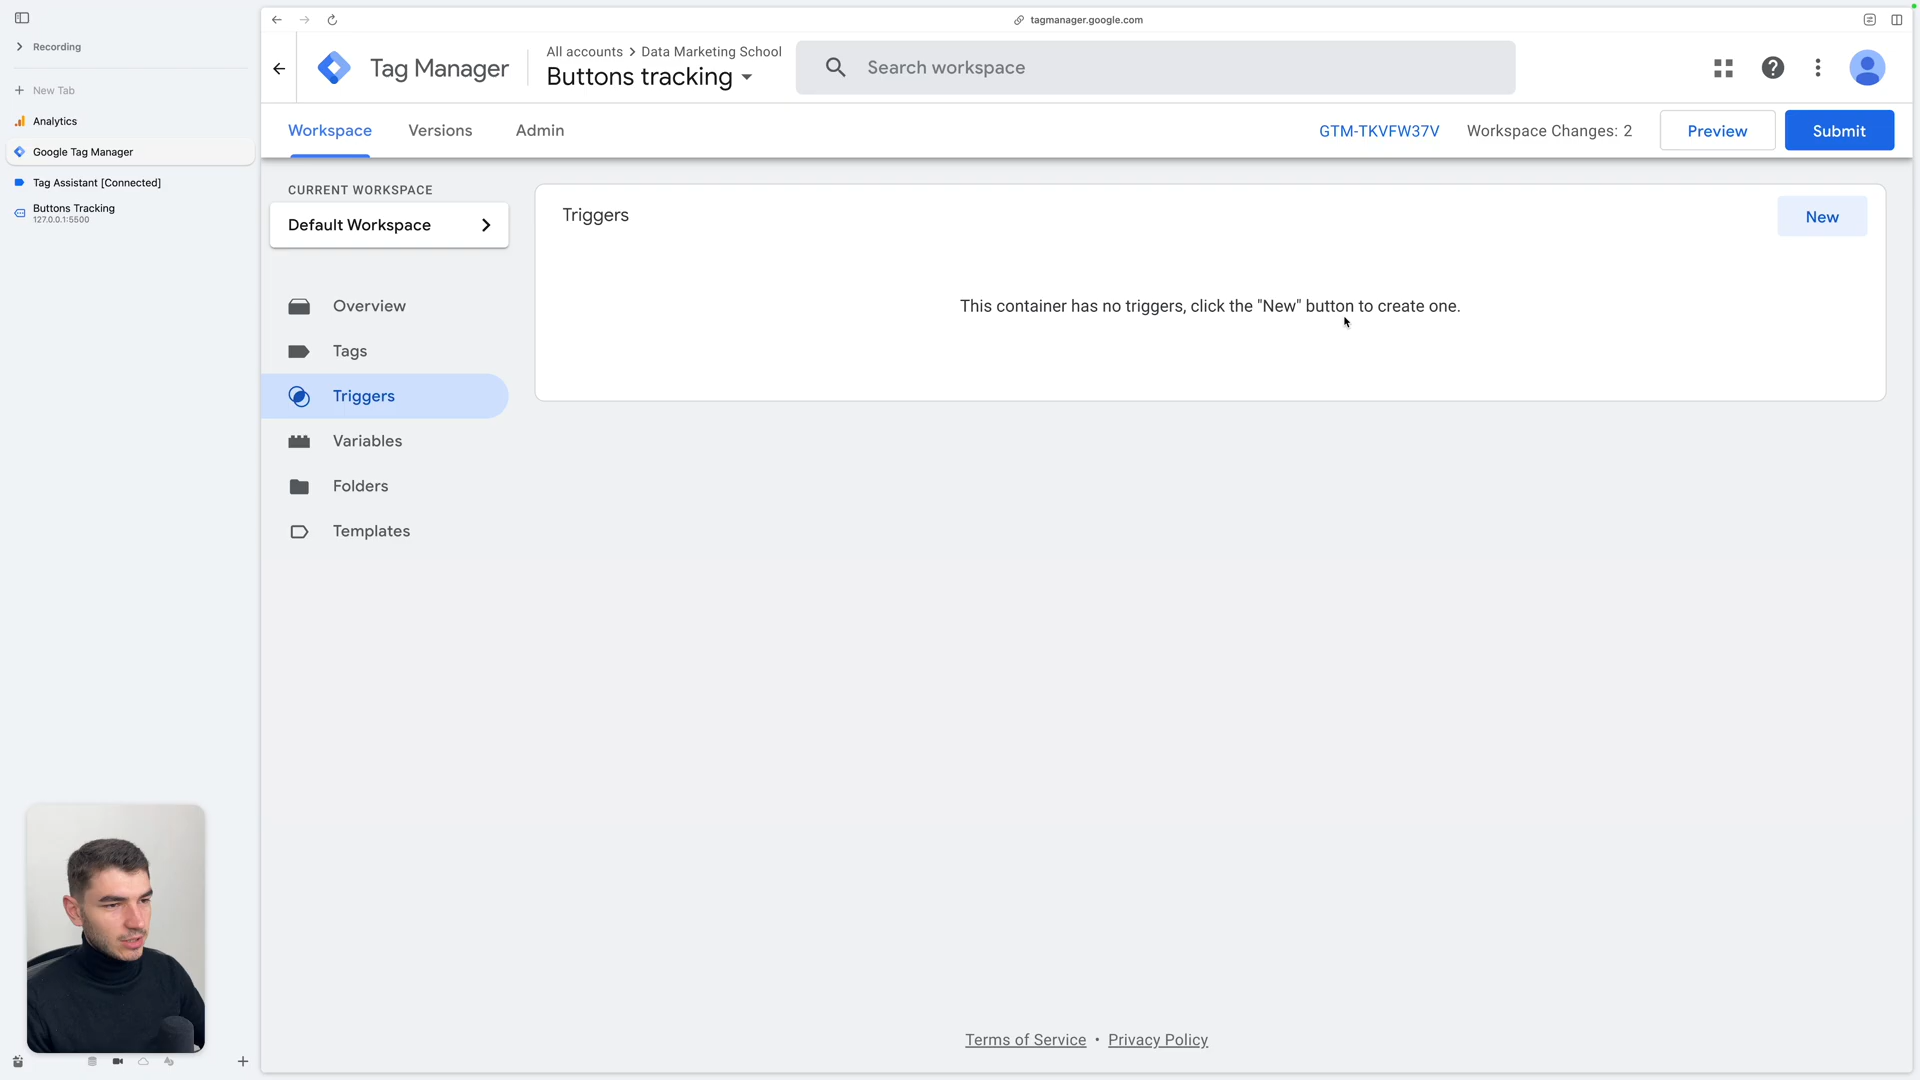 Recording
New Tab
Analytics
Google Tag Manager
Tag Assistant [Connected]
Buttons Tracking
127.0.0.1:5500
tagmanager.google.com
Tag Manager
All accounts > Data Marketing School
Buttons tracking
Search workspace
Workspace Versions Admin
GTM-TKVFW37V Workspace Changes: 2 Preview Submit
CURRENT WORKSPACE
Default Workspace
Overview
Tags
Triggers
Variables
Folders
Templates
Triggers
New
This container has no triggers, click the "New" button to create one.
Terms of Service • Privacy Policy